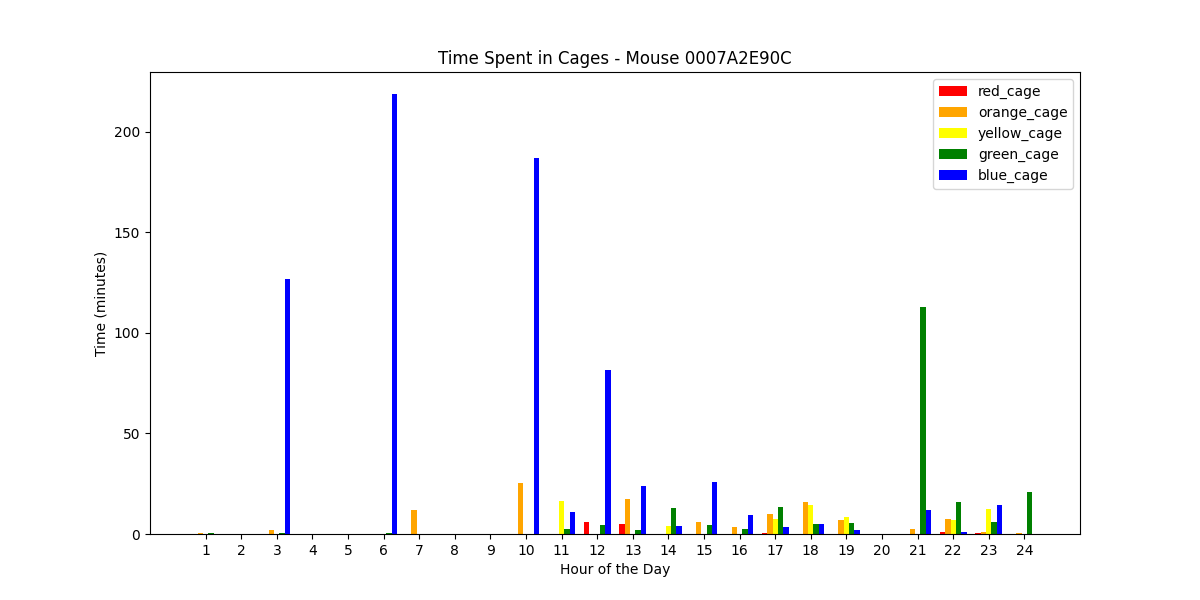 Time Spent in Cages - Mouse 0007A2E90C
red_cage
orange_cage
yellow_cage
green_cage
blue_cage
200
150
100
50
0
Time (minutes)
1 2 3 4 5 6 7 8 9 10 11 12 13 14 15 16 17 18 19 20 21 22 23 24
Hour of the Day